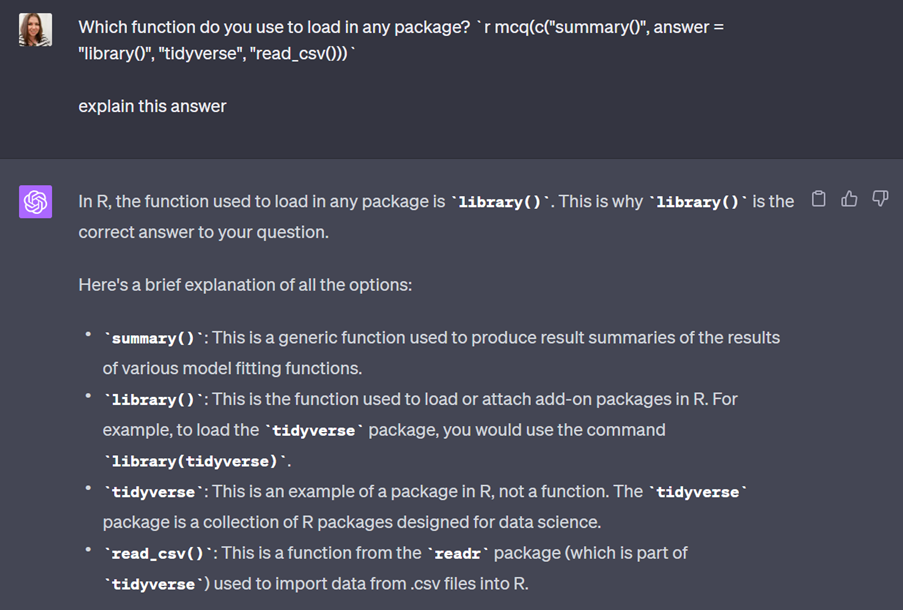 Which function do you use to load in any package? `r mcq(c("summary()", answer =
"library()", "tidyverse", "read_csv()))`
explain this answer
In R, the function used to load in any package is `library()`. This is why `library()` is the
correct answer to your question.
Here's a brief explanation of all the options:
• `summary()`: This is a generic function used to produce result summaries of the results
of various model fitting functions.
• `library()`: This is the function used to load or attach add-on packages in R. For
example, to load the `tidyverse` package, you would use the command
`library(tidyverse)`.
• `tidyverse`: This is an example of a package in R, not a function. The `tidyverse`
package is a collection of R packages designed for data science.
• `read_csv()`: This is a function from the `readr` package (which is part of
`tidyverse`) used to import data from .csv files into R.